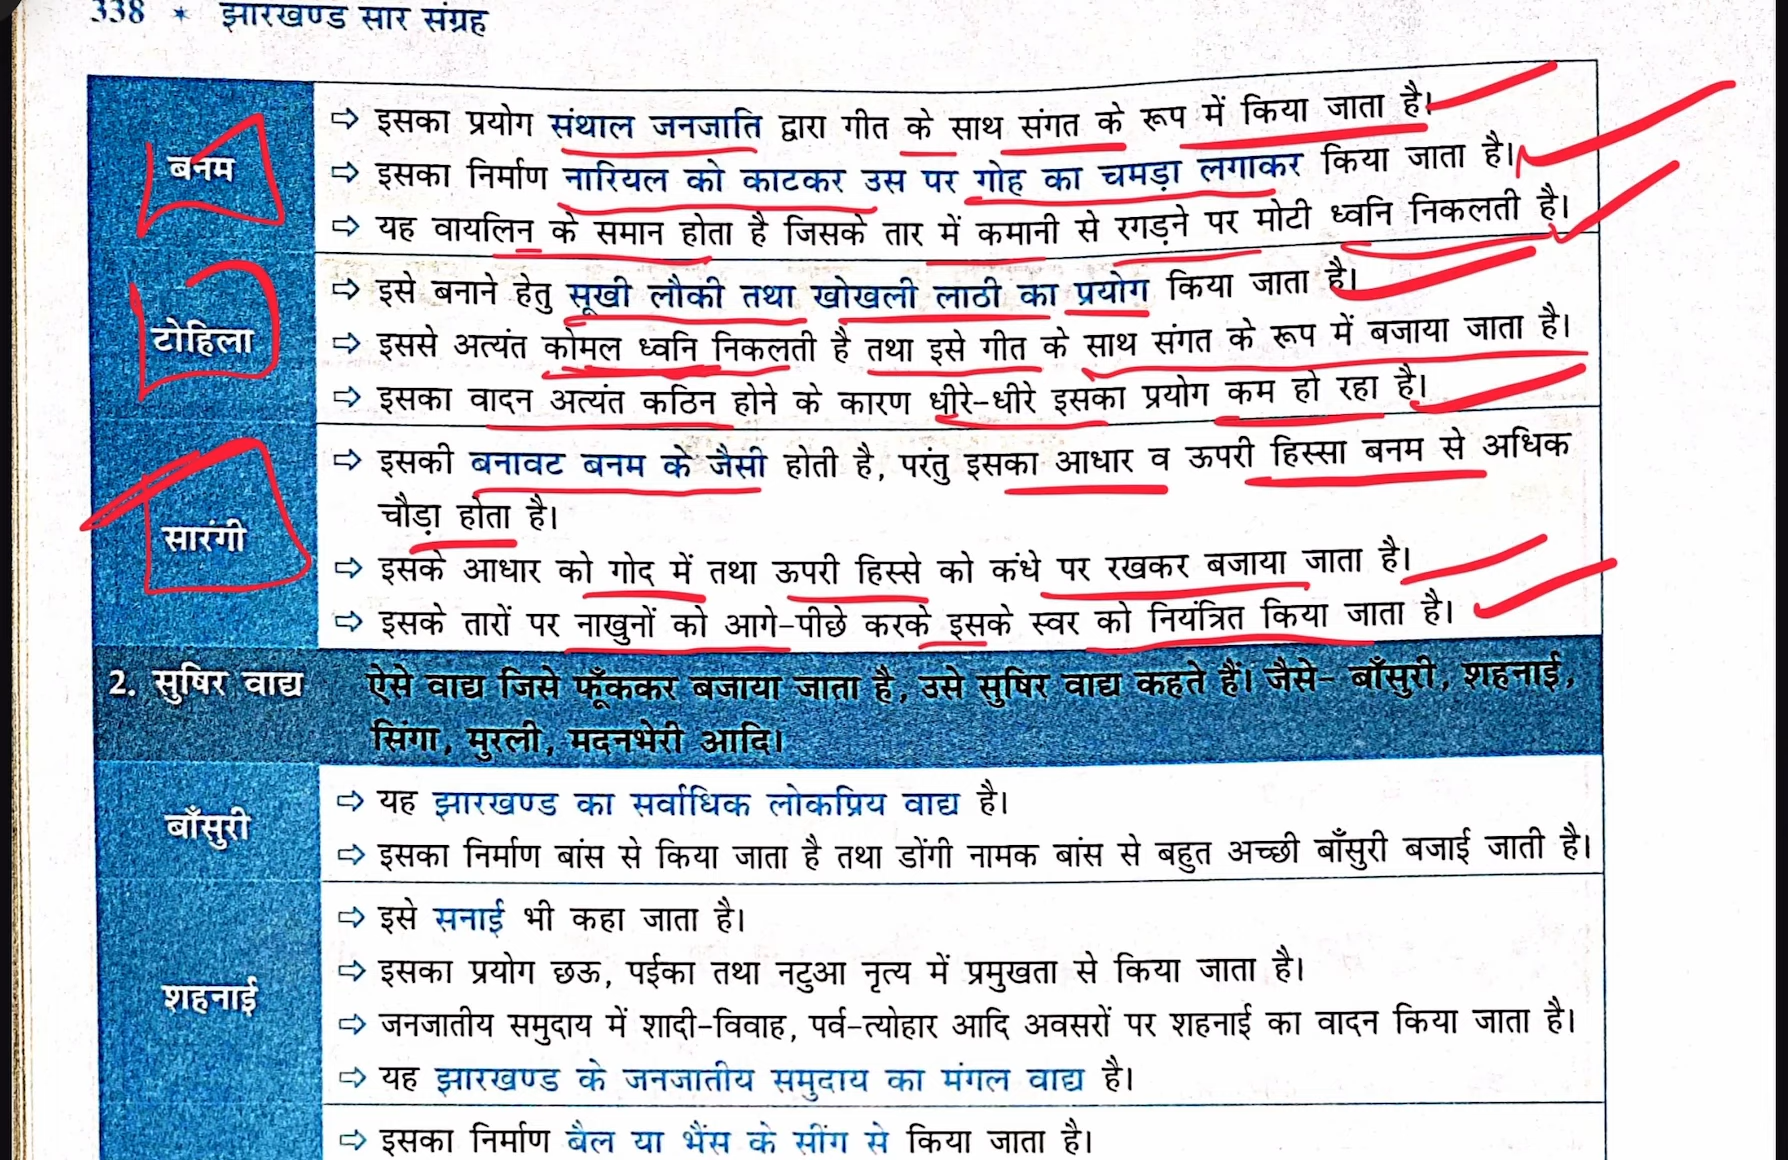 338 * झारखण्ड सार संग्रह
बनम
⇨ इसका प्रयोग संथाल जनजाति द्वारा गीत के साथ संगत के रूप में किया जाता है।
⇨ इसका निर्माण नारियल को काटकर उस पर गोह का चमड़ा लगाकर किया जाता है।
⇨ यह वायलिन के समान होता है जिसके तार में कमानी से रगड़ने पर मोटी ध्वनि निकलती है।
टोहिला
⇨ इसे बनाने हेतु सूखी लौकी तथा खोखली लाठी का प्रयोग किया जाता है।
⇨ इससे अत्यंत कोमल ध्वनि निकलती है तथा इसे गीत के साथ संगत के रूप में बजाया जाता है।
⇨ इसका वादन अत्यंत कठिन होने के कारण धीरे-धीरे इसका प्रयोग कम हो रहा है।
सारंगी
⇨ इसकी बनावट बनम के जैसी होती है, परंतु इसका आधार व ऊपरी हिस्सा बनम से अधिक
चौड़ा होता है।
⇨ इसके आधार को गोद में तथा ऊपरी हिस्से को कंधे पर रखकर बजाया जाता है।
⇨ इसके तारों पर नाखुनों को आगे-पीछे करके इसके स्वर को नियंत्रित किया जाता है।
2. सुषिर वाद्य ऐसे वाद्य जिसे फूँककर बजाया जाता है, उसे सुषिर वाद्य कहते हैं। जैसे- बाँसुरी, शहनाई,
सिंगा, मुरली, मदनभेरी आदि।
बाँसुरी
⇨ यह झारखण्ड का सर्वाधिक लोकप्रिय वाद्य है।
⇨ इसका निर्माण बांस से किया जाता है तथा डोंगी नामक बांस से बहुत अच्छी बाँसुरी बजाई जाती है।
शहनाई
⇨ इसे सनाई भी कहा जाता है।
⇨ इसका प्रयोग छऊ, पईका तथा नटुआ नृत्य में प्रमुखता से किया जाता है।
⇨ जनजातीय समुदाय में शादी-विवाह, पर्व-त्योहार आदि अवसरों पर शहनाई का वादन किया जाता है।
⇨ यह झारखण्ड के जनजातीय समुदाय का मंगल वाद्य है।
⇨ इसका निर्माण बैल या भैंस के सींग से किया जाता है।